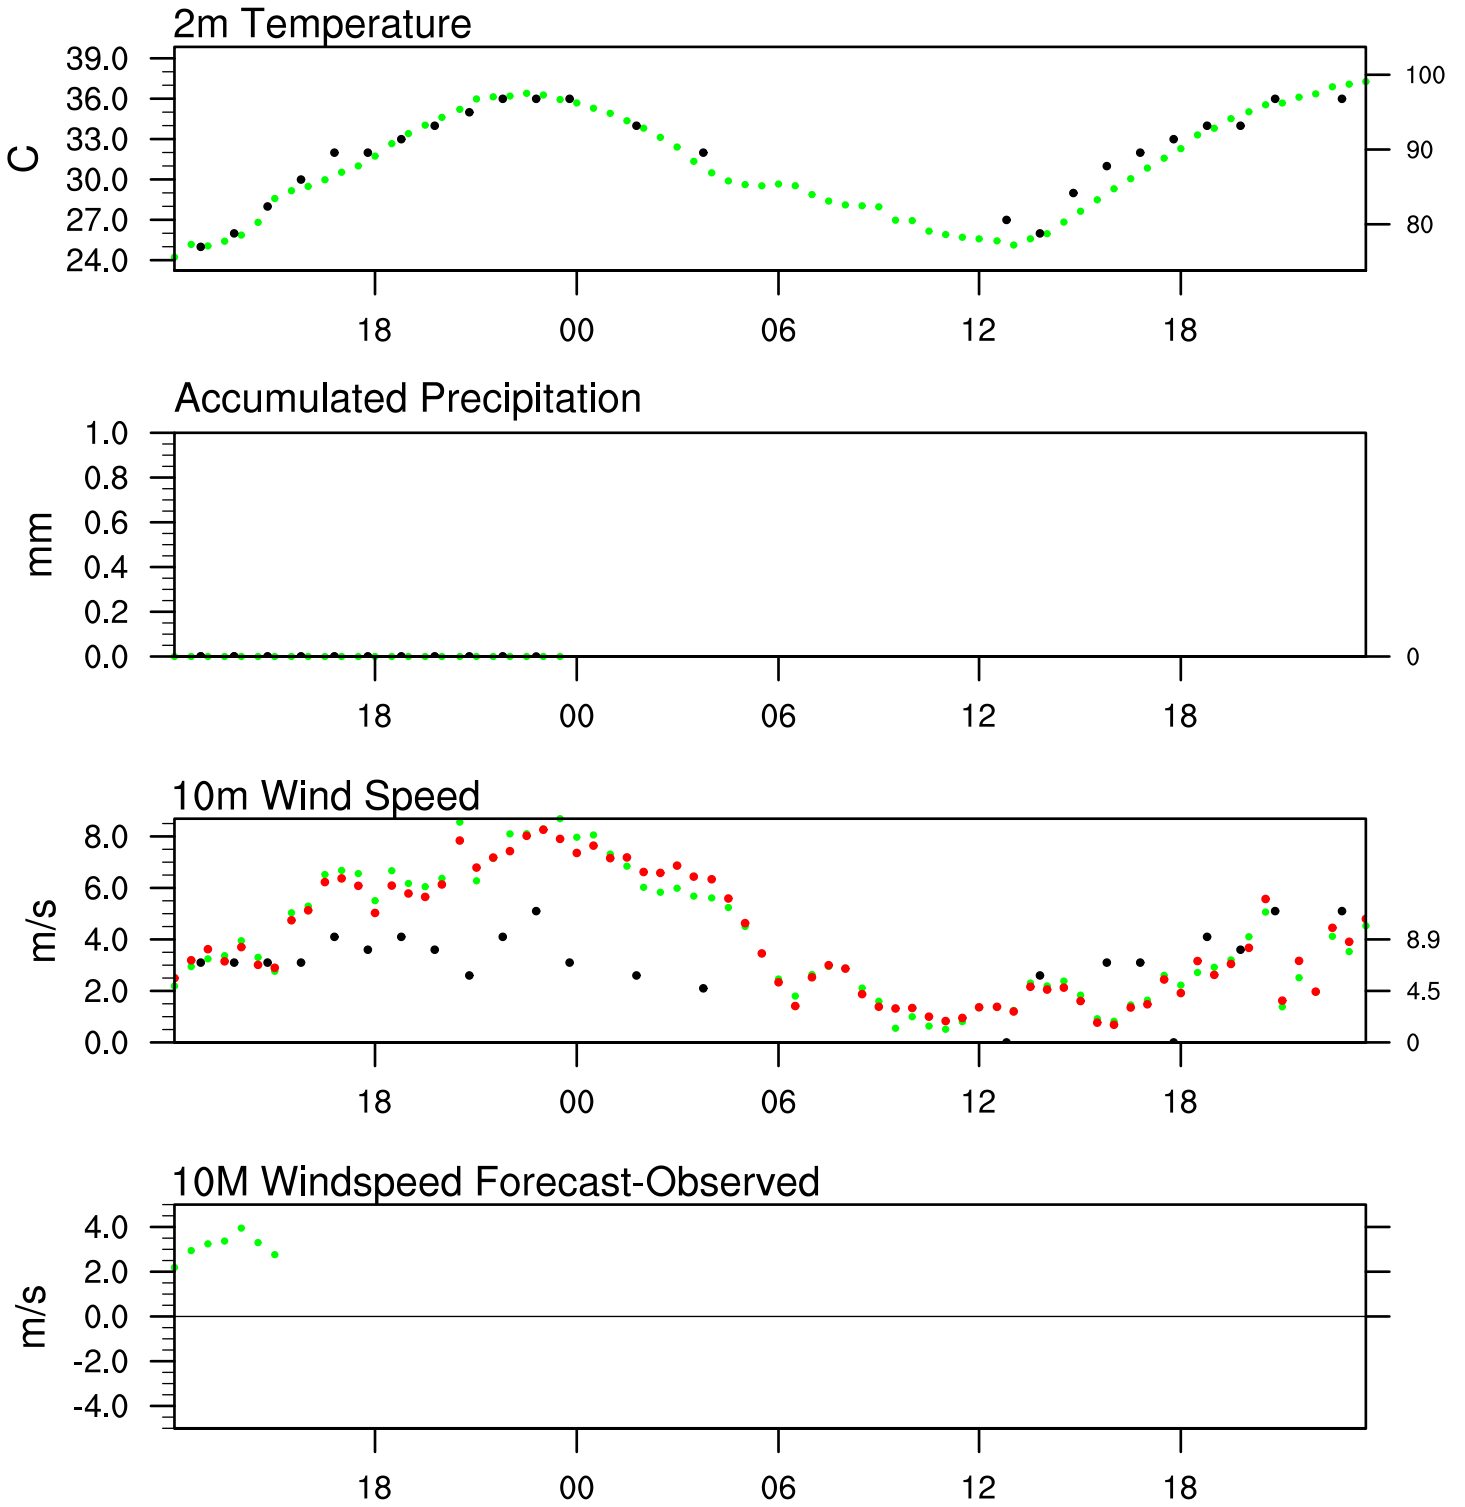 2m Temperature
39.0
36.0
33.0
30.0
27.0
24.0
C
100
90
80
18 00 06 12 18
Accumulated Precipitation
1.0
0.8
0.6
0.4
0.2
0.0
mm
0
18 00 06 12 18
10m Wind Speed
8.0
6.0
4.0
2.0
0.0
m/s
8.9
4.5
0
18 00 06 12 18
10M Windspeed Forecast-Observed
4.0
2.0
0.0
-2.0
-4.0
m/s
18 00 06 12 18